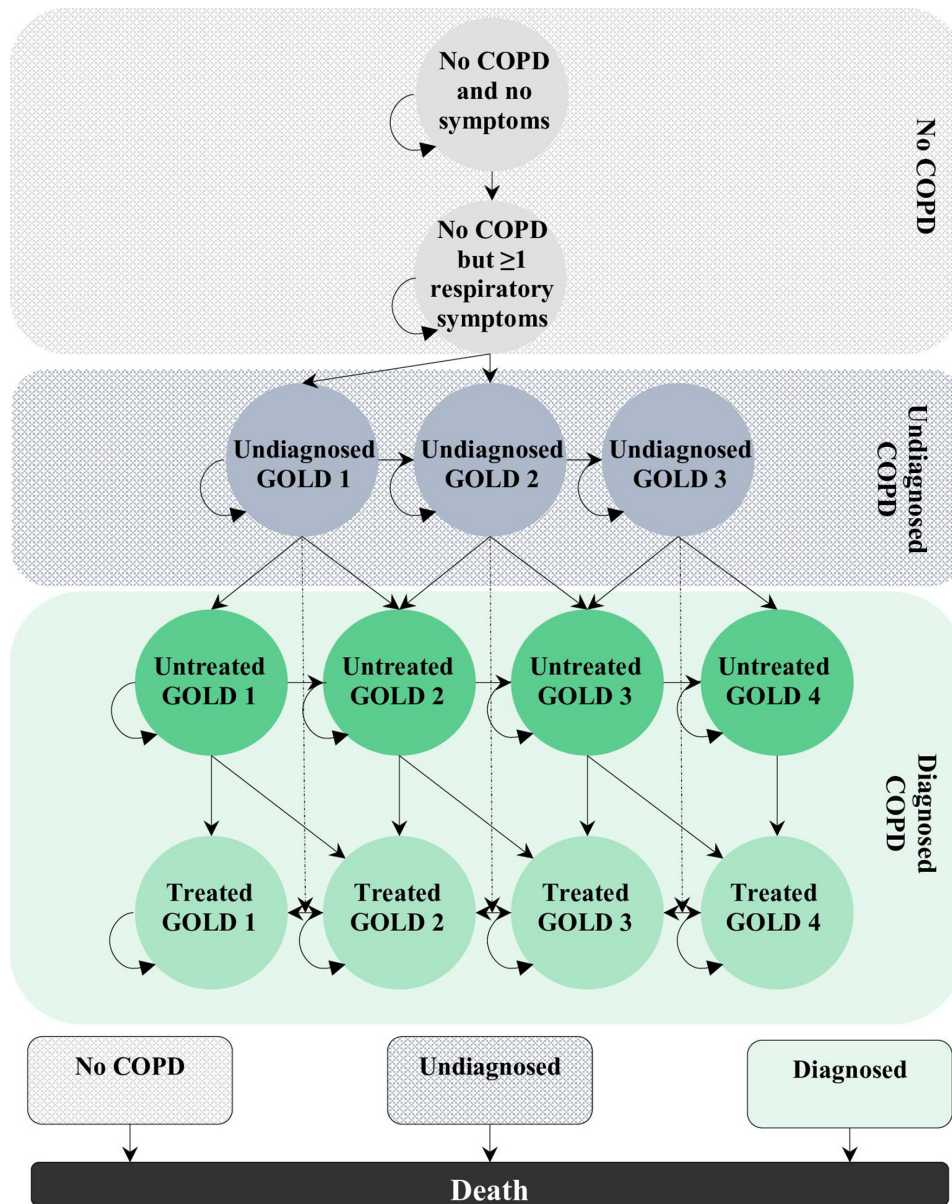 No COPD
and no
symptoms
No COPD
No COPD
but ≥1
respiratory
symptoms
Undiagnosed
GOLD 1
Undiagnosed
GOLD 2
Undiagnosed
GOLD 3
Undiagnosed
COPD
Untreated
GOLD 1
Untreated
GOLD 2
Untreated
GOLD 3
Untreated
GOLD 4
Diagnosed
COPD
Treated
GOLD 1
Treated
GOLD 2
Treated
GOLD 3
Treated
GOLD 4
No COPD
Undiagnosed
Diagnosed
Death